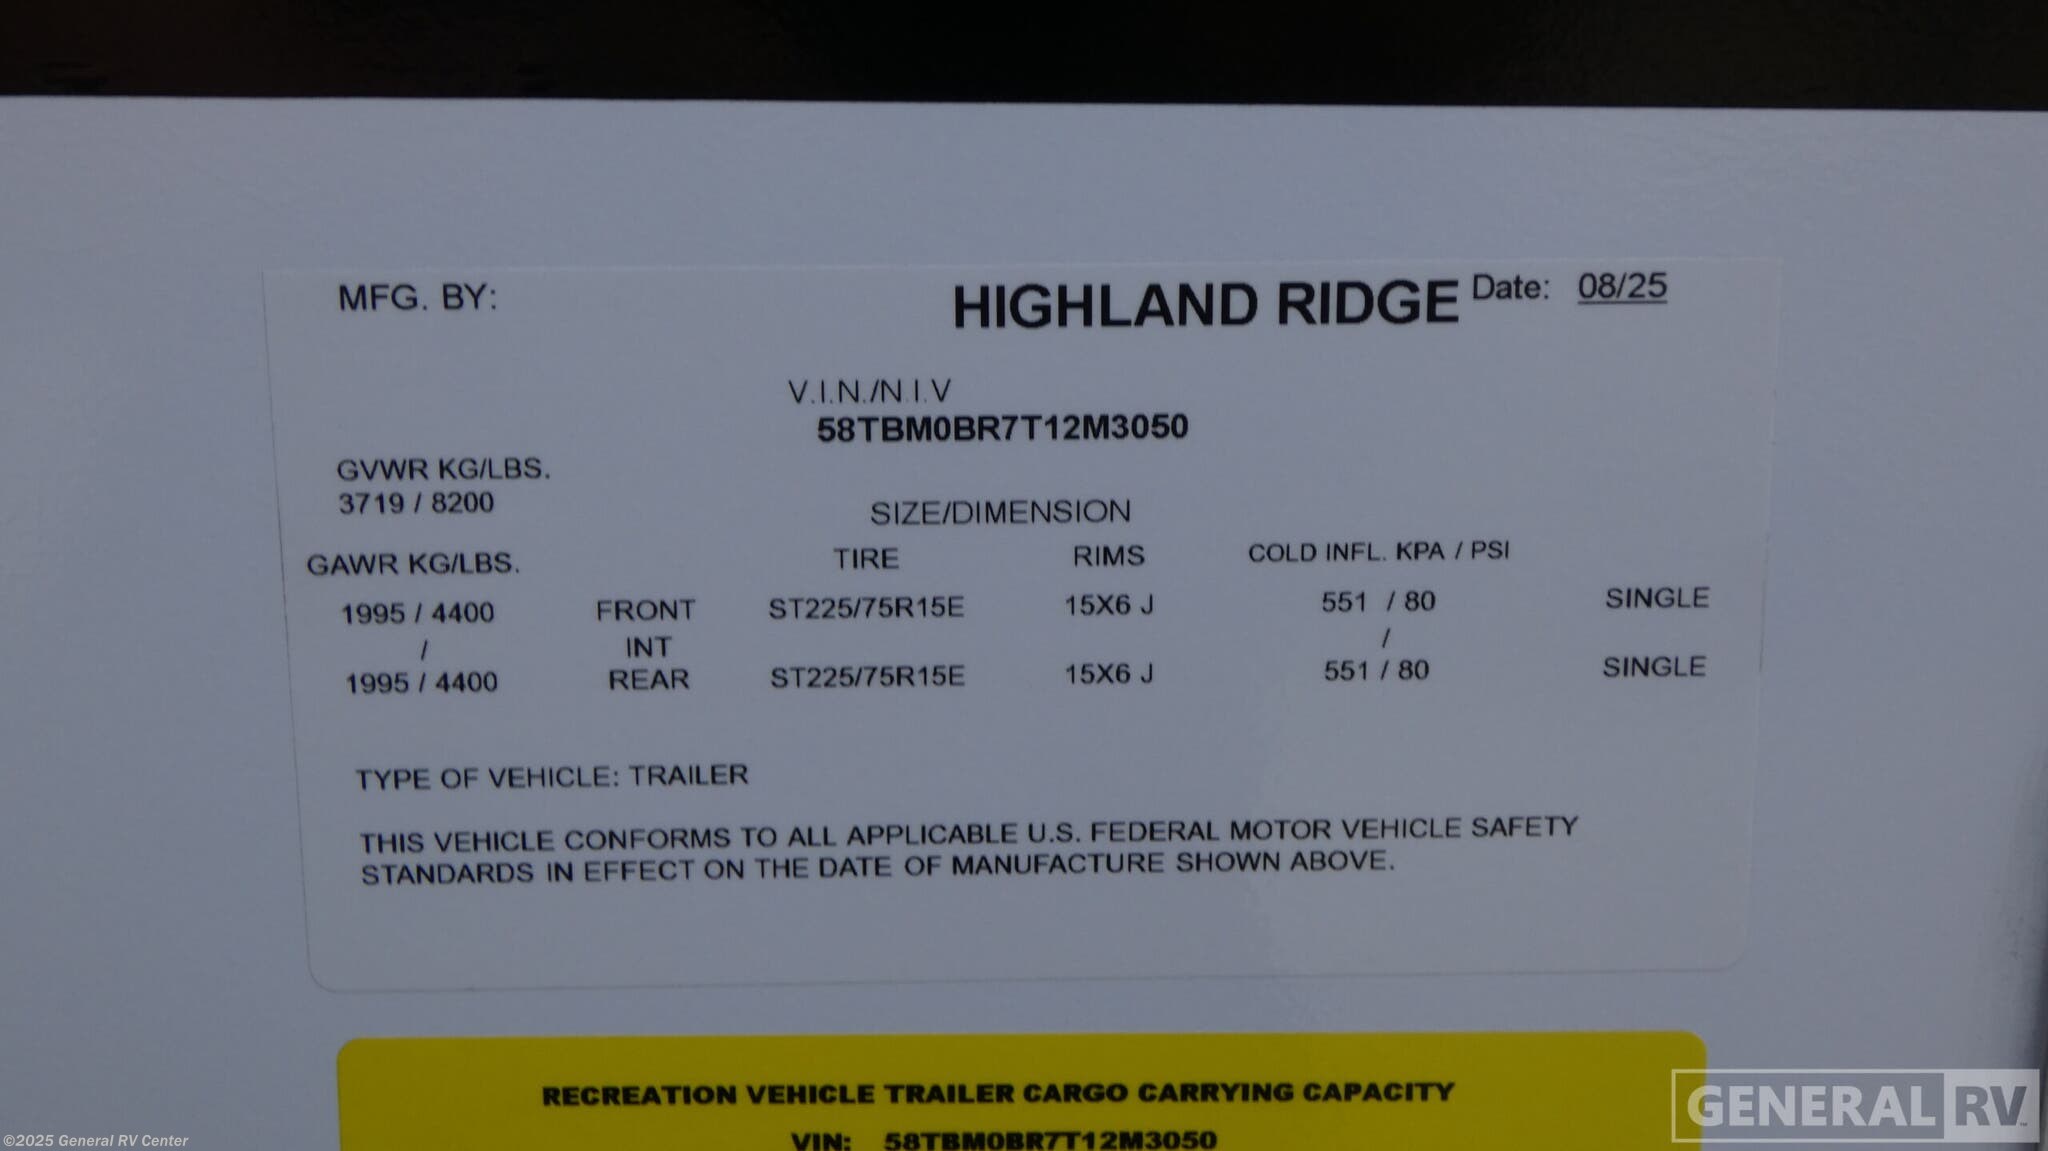 MFG. BY: HIGHLAND RIDGE Date: 08/25
V.I.N./N.I.V
58TBM0BR7T12M3050
GVWR KG/LBS.
3719 / 8200
SIZE/DIMENSION
GAWR KG/LBS. TIRE RIMS COLD INFL. KPA / PSI
1995 / 4400 FRONT ST225/75R15E 15X6 J 551 / 80 SINGLE
/ INT /
1995 / 4400 REAR ST225/75R15E 15X6 J 551 / 80 SINGLE
TYPE OF VEHICLE: TRAILER
THIS VEHICLE CONFORMS TO ALL APPLICABLE U.S. FEDERAL MOTOR VEHICLE SAFETY
STANDARDS IN EFFECT ON THE DATE OF MANUFACTURE SHOWN ABOVE.
RECREATION VEHICLE TRAILER CARGO CARRYING CAPACITY
VIN: 58TBM0BR7T12M3050
GENERAL RV™
©2025 General RV Center